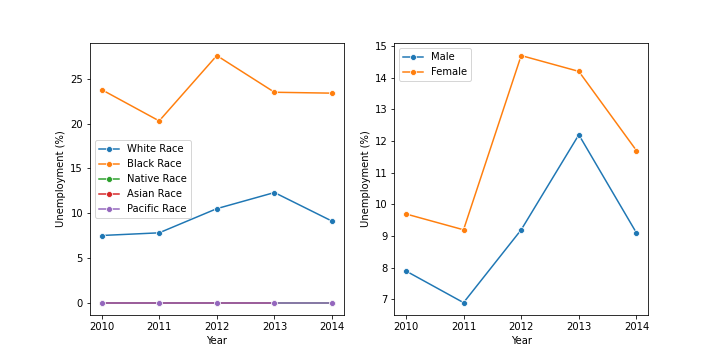 Unemployment (%)
25
20
15
10
5
0
White Race
Black Race
Native Race
Asian Race
Pacific Race
2010 2011 2012 2013 2014
Year
Unemployment (%)
15
14
13
12
11
10
9
8
7
Male
Female
2010 2011 2012 2013 2014
Year